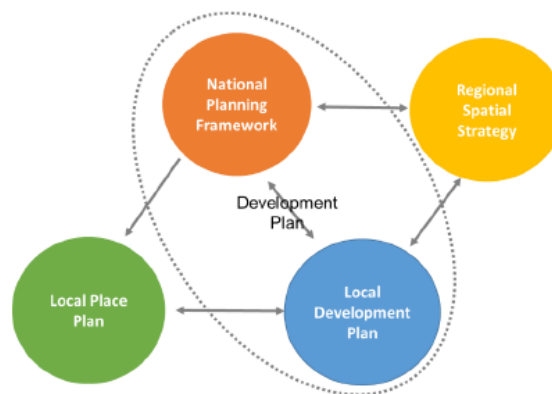 National
Planning
Framework
Regional
Spatial
Strategy
Development
Plan
Local Place
Plan
Local
Development
Plan